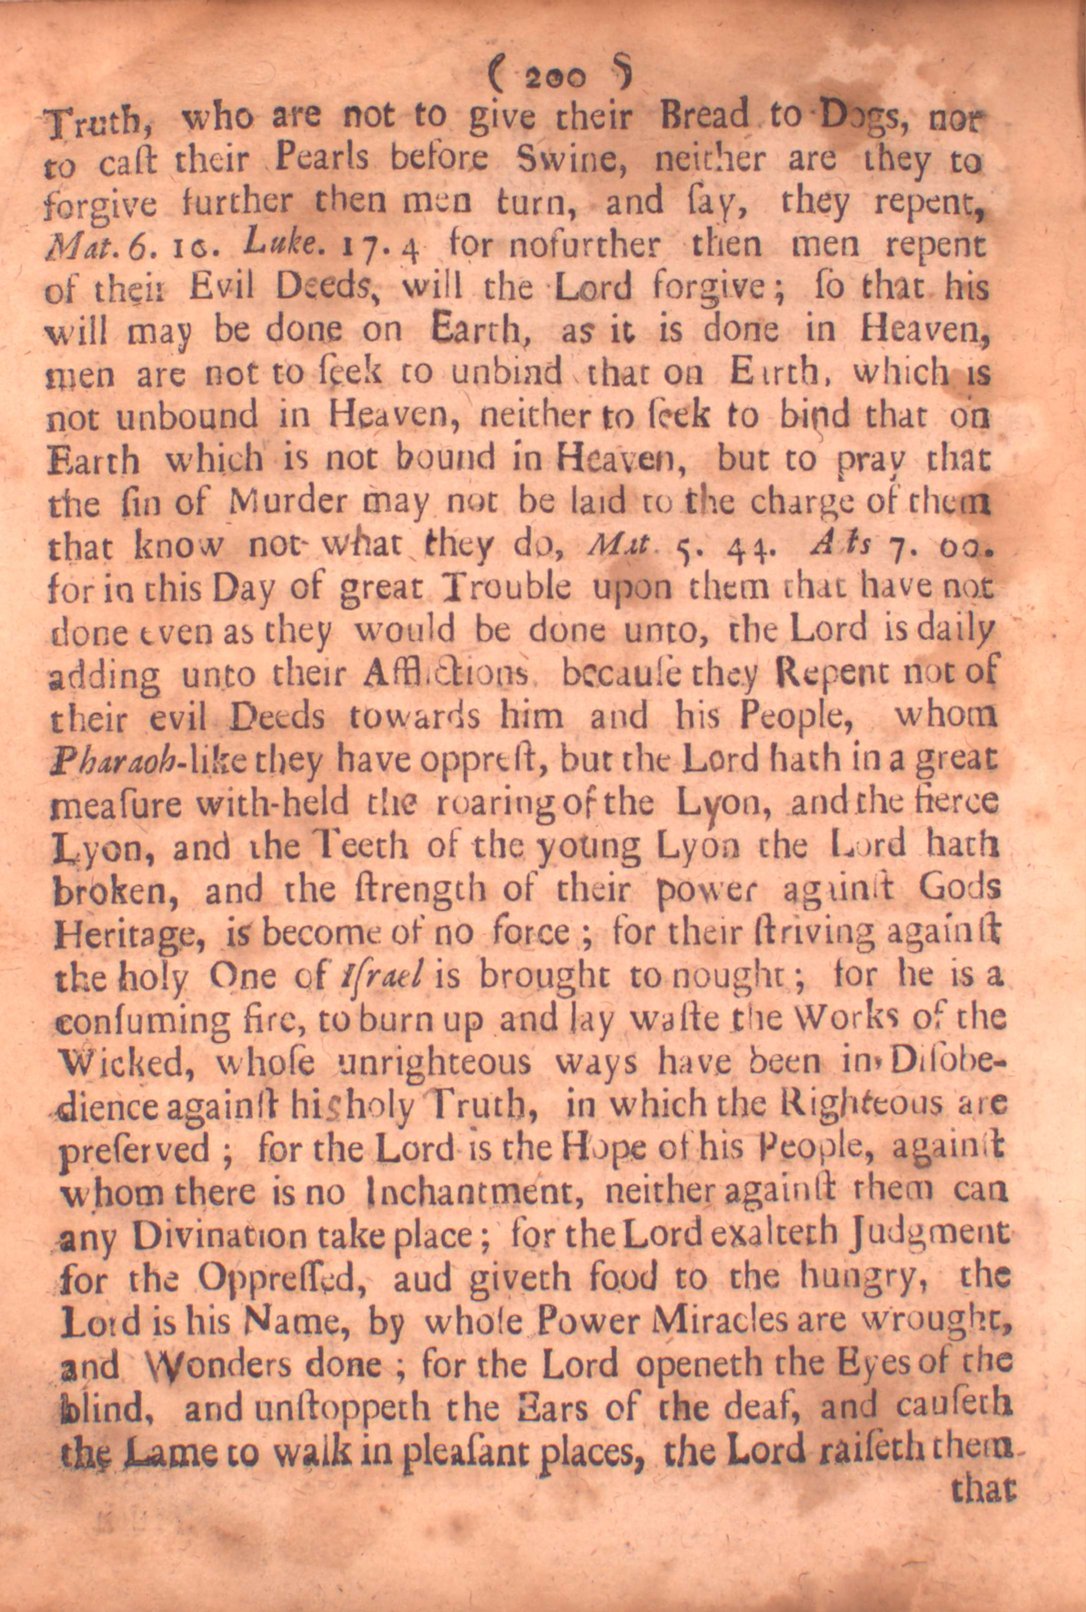 ( 200 )
Truth, who are not to give their Bread to Dogs, nor
to caſt their Pearls before Swine, neither are they to
forgive further then men turn, and ſay, they repent,
Mat. 6. 16. Luke. 17. 4 for nofurther then men repent
of their Evil Deeds, will the Lord forgive; ſo that his
will may be done on Earth, as it is done in Heaven,
men are not to ſeek to unbind that on Earth, which is
not unbound in Heaven, neither to ſeek to bind that on
Earth which is not bound in Heaven, but to pray that
the ſin of Murder may not be laid to the charge of them
that know not what they do, Mat. 5. 44. Acts 7. 00.
for in this Day of great Trouble upon them that have not
done even as they would be done unto, the Lord is daily
adding unto their Afflictions, becauſe they Repent not of
their evil Deeds towards him and his People, whom
Pharaoh-like they have oppreſt, but the Lord hath in a great
meaſure with-held the roaring of the Lyon, and the fierce
Lyon, and the Teeth of the young Lyon the Lord hath
broken, and the ſtrength of their power againſt Gods
Heritage, is become of no force; for their ſtriving againſt
the holy One of Iſrael is brought to nought; for he is a
conſuming fire, to burn up and lay waſte the Works of the
Wicked, whoſe unrighteous ways have been in Diſobe-
dience againſt his holy Truth, in which the Righteous are
preſerved; for the Lord is the Hope of his People, againſt
whom there is no Inchantment, neither againſt them can
any Divination take place; for the Lord exalteth Judgment
for the Oppreſſed, aud giveth food to the hungry, the
Lord is his Name, by whoſe Power Miracles are wrought,
and Wonders done; for the Lord openeth the Eyes of the
blind, and unſtoppeth the Ears of the deaf, and cauſeth
the Lame to walk in pleaſant places, the Lord raiſeth them
that